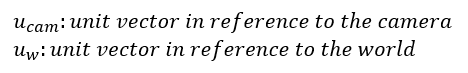 u_cam: unit vector in reference to the camera
u_w: unit vector in reference to the world